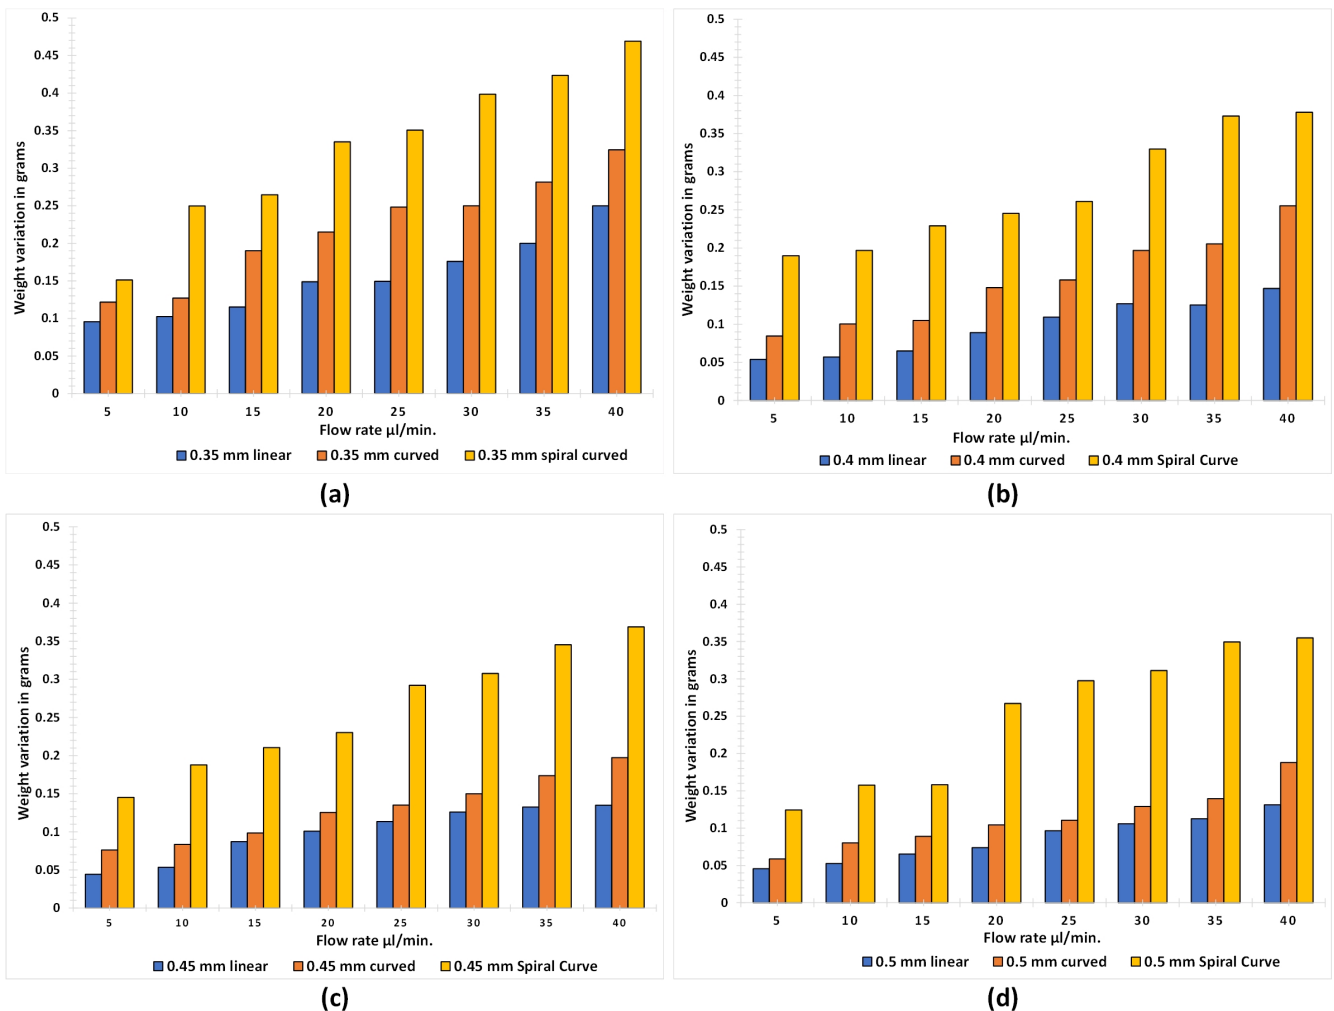 0.5
0.45
0.4
0.35
0.3
0.25
0.2
0.15
0.1
0.05
0
Weight variation in grams
5 10 15 20 25 30 35 40
Flow rate µl/min.
0.35 mm linear 0.35 mm curved 0.35 mm spiral curved
(a)
0.5
0.45
0.4
0.35
0.3
0.25
0.2
0.15
0.1
0.05
0
Weight variation in grams
5 10 15 20 25 30 35 40
Flow rate µl/min.
0.4 mm linear 0.4 mm curved 0.4 mm Spiral Curve
(b)
0.5
0.45
0.4
0.35
0.3
0.25
0.2
0.15
0.1
0.05
0
Weight variation in grams
5 10 15 20 25 30 35 40
Flow rate µl/min.
0.45 mm linear 0.45 mm curved 0.45 mm Spiral Curve
(c)
0.5
0.45
0.4
0.35
0.3
0.25
0.2
0.15
0.1
0.05
0
Weight variation in grams
5 10 15 20 25 30 35 40
Flow rate µl/min.
0.5 mm linear 0.5 mm curved 0.5 mm Spiral Curve
(d)